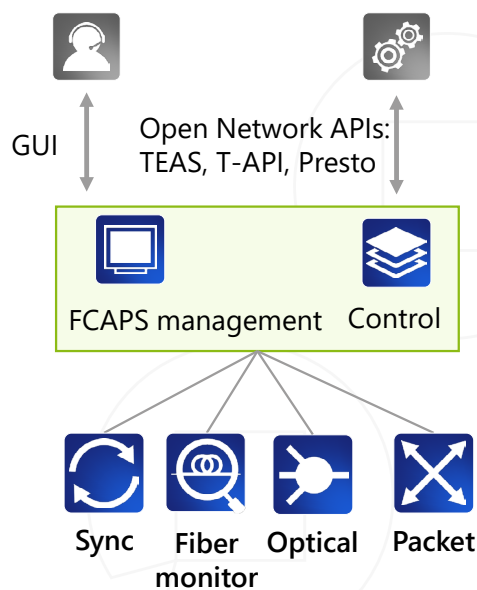 GUI
Open Network APIs:
TEAS, T-API, Presto
FCAPS management
Control
Sync
Fiber
monitor
Optical
Packet